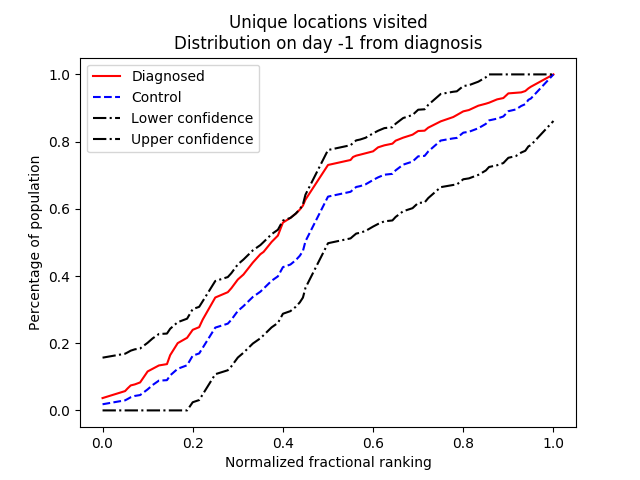 Unique locations visited
Distribution on day -1 from diagnosis
Diagnosed
Control
Lower confidence
Upper confidence
Percentage of population
1.0
0.8
0.6
0.4
0.2
0.0
0.0 0.2 0.4 0.6 0.8 1.0
Normalized fractional ranking